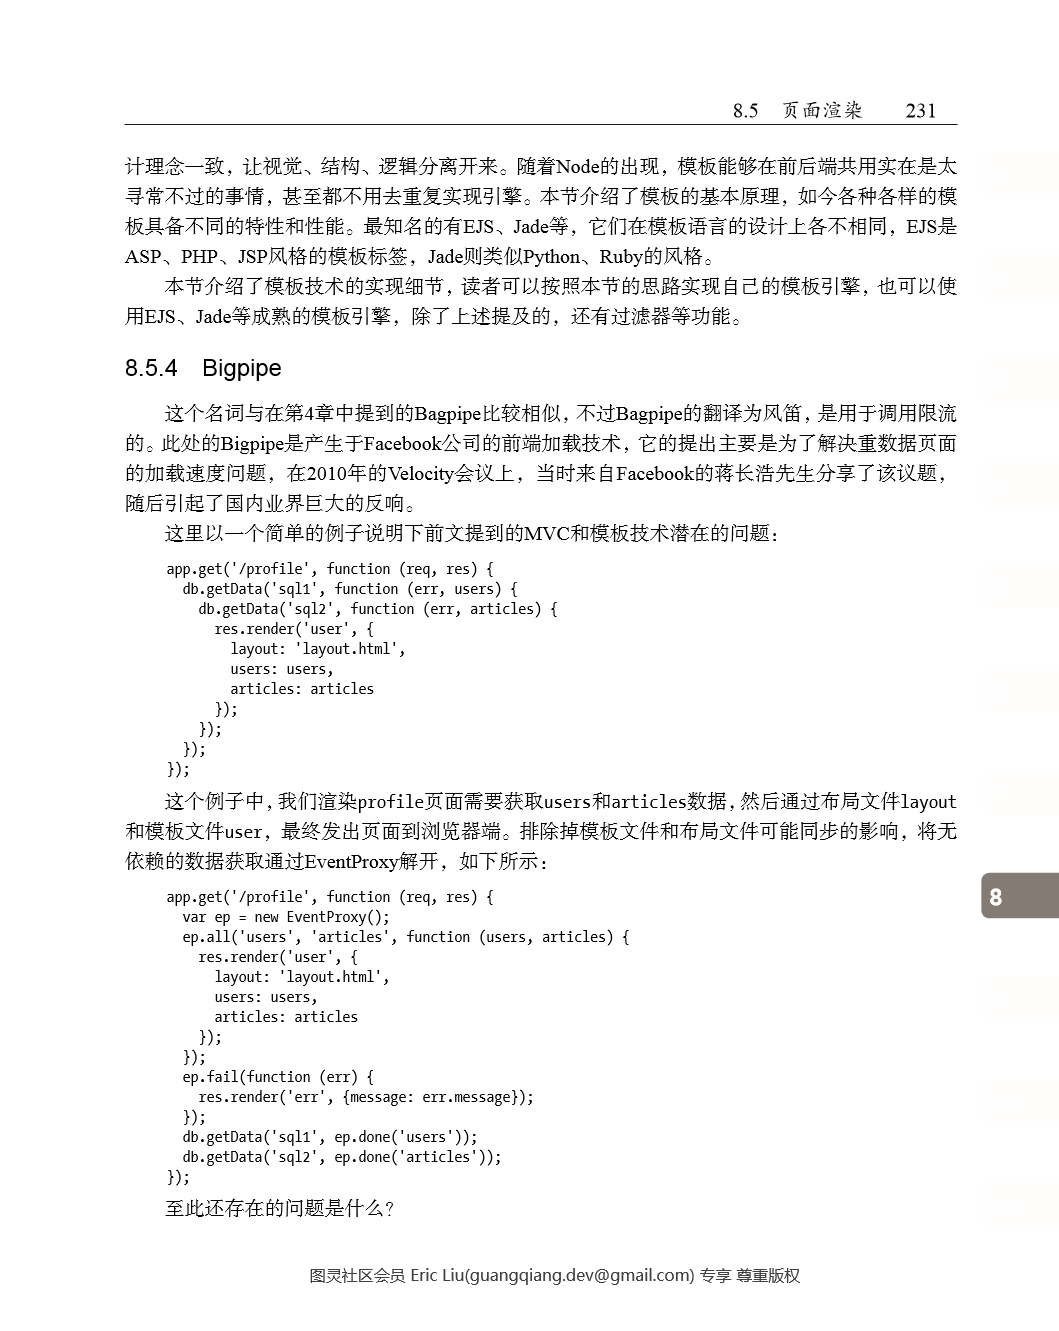 8.5 页面渲染 231
计理念一致，让视觉、结构、逻辑分离开来。随着Node的出现，模板能够在前后端共用实在是太
寻常不过的事情，甚至都不用去重复实现引擎。本节介绍了模板的基本原理，如今各种各样的模
板具备不同的特性和性能。最知名的有EJS、Jade等，它们在模板语言的设计上各不相同，EJS是
ASP、PHP、JSP风格的模板标签，Jade则类似Python、Ruby的风格。
本节介绍了模板技术的实现细节，读者可以按照本节的思路实现自己的模板引擎，也可以使
用EJS、Jade等成熟的模板引擎，除了上述提及的，还有过滤器等功能。
8.5.4 Bigpipe
这个名词与在第4章中提到的Bagpipe比较相似，不过Bagpipe的翻译为风笛，是用于调用限流
的。此处的Bigpipe是产生于Facebook公司的前端加载技术，它的提出主要是为了解决重数据页面
的加载速度问题，在2010年的Velocity会议上，当时来自Facebook的蒋长浩先生分享了该议题，
随后引起了国内业界巨大的反响。
这里以一个简单的例子说明下前文提到的MVC和模板技术潜在的问题：
app.get('/profile', function (req, res) {
  db.getData('sql1', function (err, users) {
    db.getData('sql2', function (err, articles) {
      res.render('user', {
        layout: 'layout.html',
        users: users,
        articles: articles
      });
    });
  });
});
这个例子中，我们渲染profile页面需要获取users和articles数据，然后通过布局文件layout
和模板文件user，最终发出页面到浏览器端。排除掉模板文件和布局文件可能同步的影响，将无
依赖的数据获取通过EventProxy解开，如下所示：
8
app.get('/profile', function (req, res) {
  var ep = new EventProxy();
  ep.all('users', 'articles', function (users, articles) {
    res.render('user', {
      layout: 'layout.html',
      users: users,
      articles: articles
    });
  });
  ep.fail(function (err) {
    res.render('err', {message: err.message});
  });
  db.getData('sql1', ep.done('users'));
  db.getData('sql2', ep.done('articles'));
});
至此还存在的问题是什么？
图灵社区会员 Eric Liu(guangqiang.dev@gmail.com) 专享 尊重版权